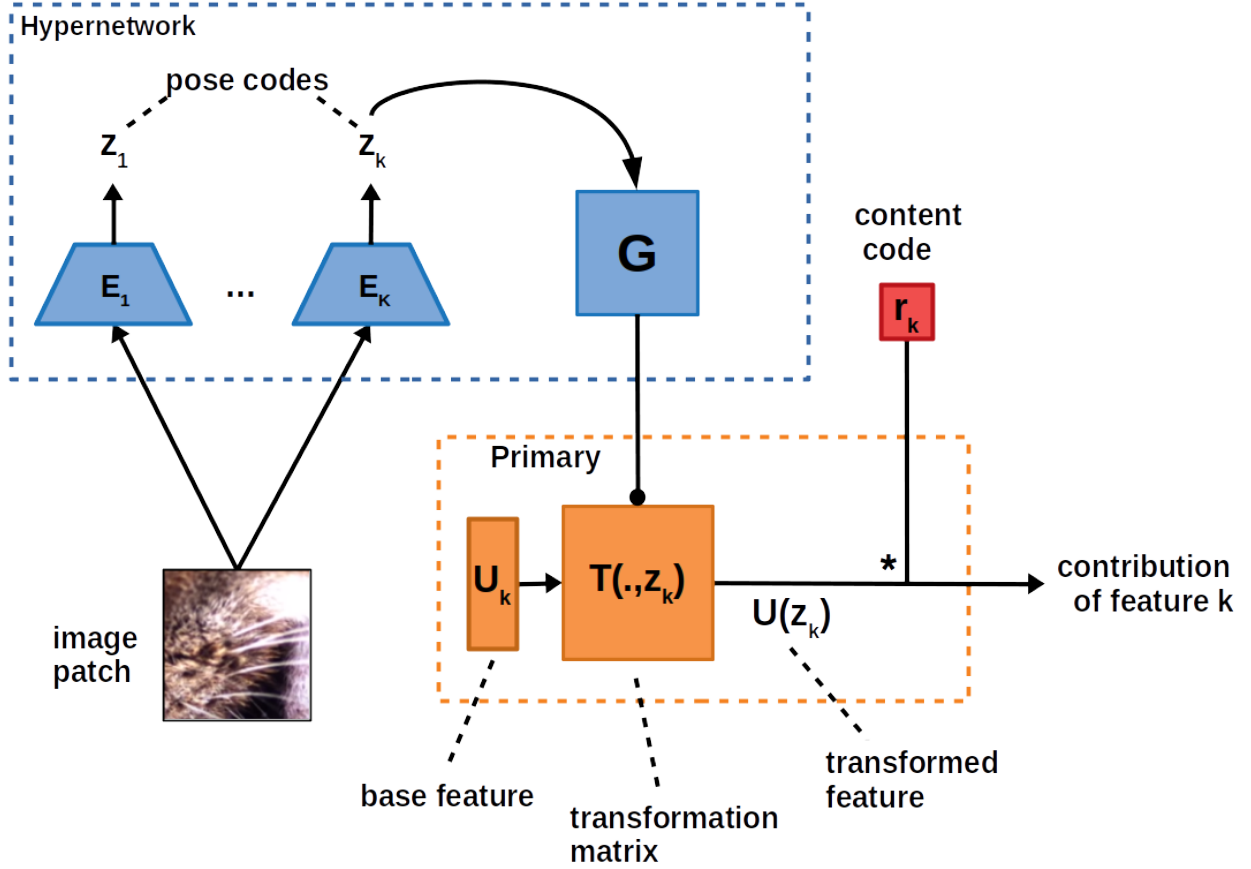 Hypernetwork
pose codes
z1
zk
E1
...
EK
G
content
code
rk
Primary
Uk
T(.,zk)
*
U(zk)
contribution
of feature k
image
patch
base feature
transformation
matrix
transformed
feature